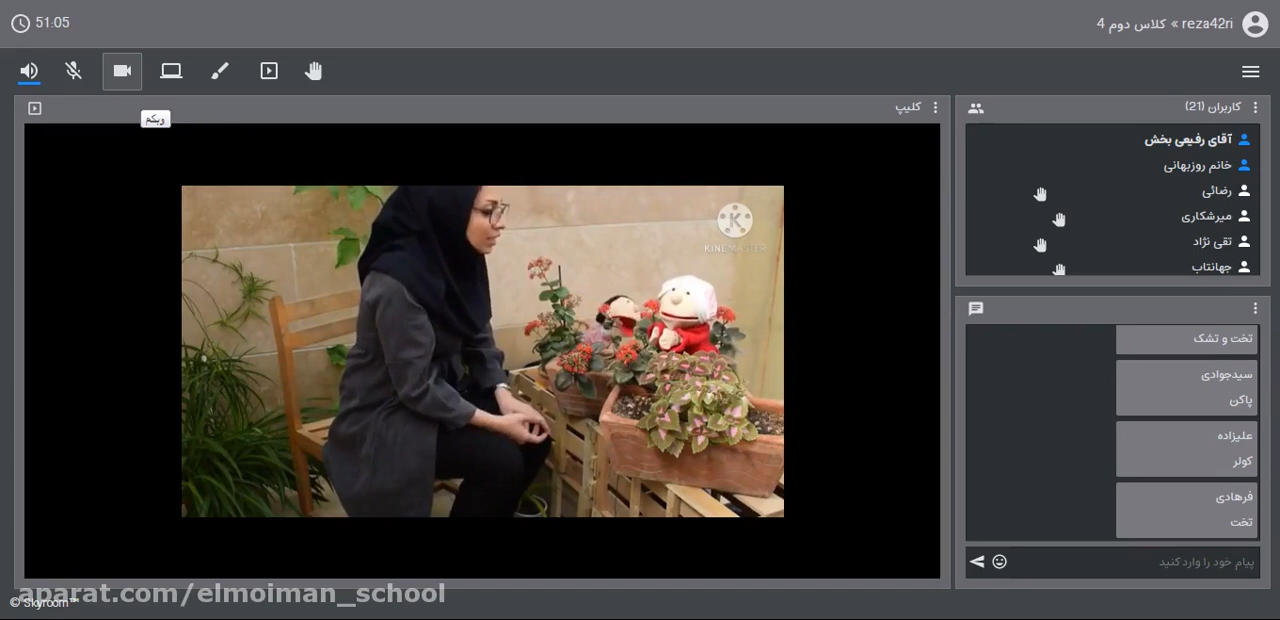 51:05
reza42ri » کلاس دوم 4
وبکم
کلیپ
KINEMASTER
کاربران (21)
آقای رفیعی بخش
خانم روزبهانی
رضائی
میرشکاری
تقی نژاد
جهانتاب
تخت و تشک
سیدجوادی
پاکن
علیزاده
کولر
فرهادی
تخت
پیام خود را وارد کنید
aparat.com/elmoiman_school
© Skyroom™